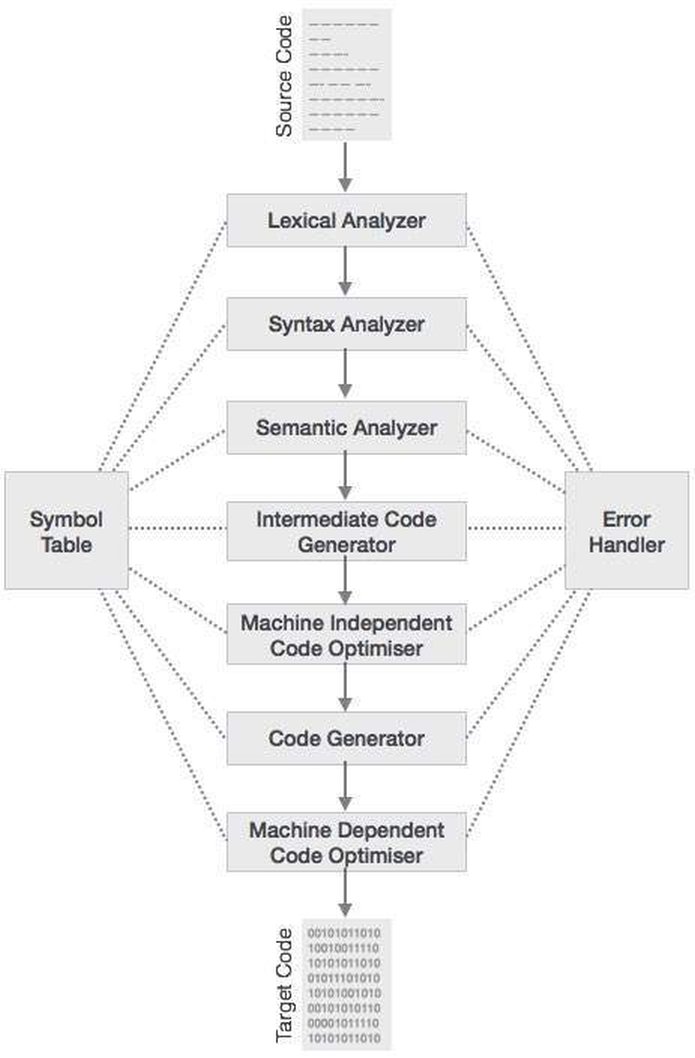 Source Code
Lexical Analyzer
Syntax Analyzer
Semantic Analyzer
Symbol
Table
Intermediate Code
Generator
Error
Handler
Machine Independent
Code Optimiser
Code Generator
Machine Dependent
Code Optimiser
Target Code
00101011010
10010011110
10101011010
01011101010
10101001010
00101010110
00001011110
10101011010